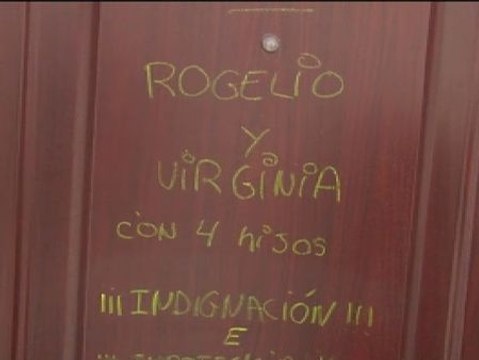 ROGELiO
Y
ViRGiNiA
CON 4 hijos
¡¡¡ INDIGNACIÓN !!!
E